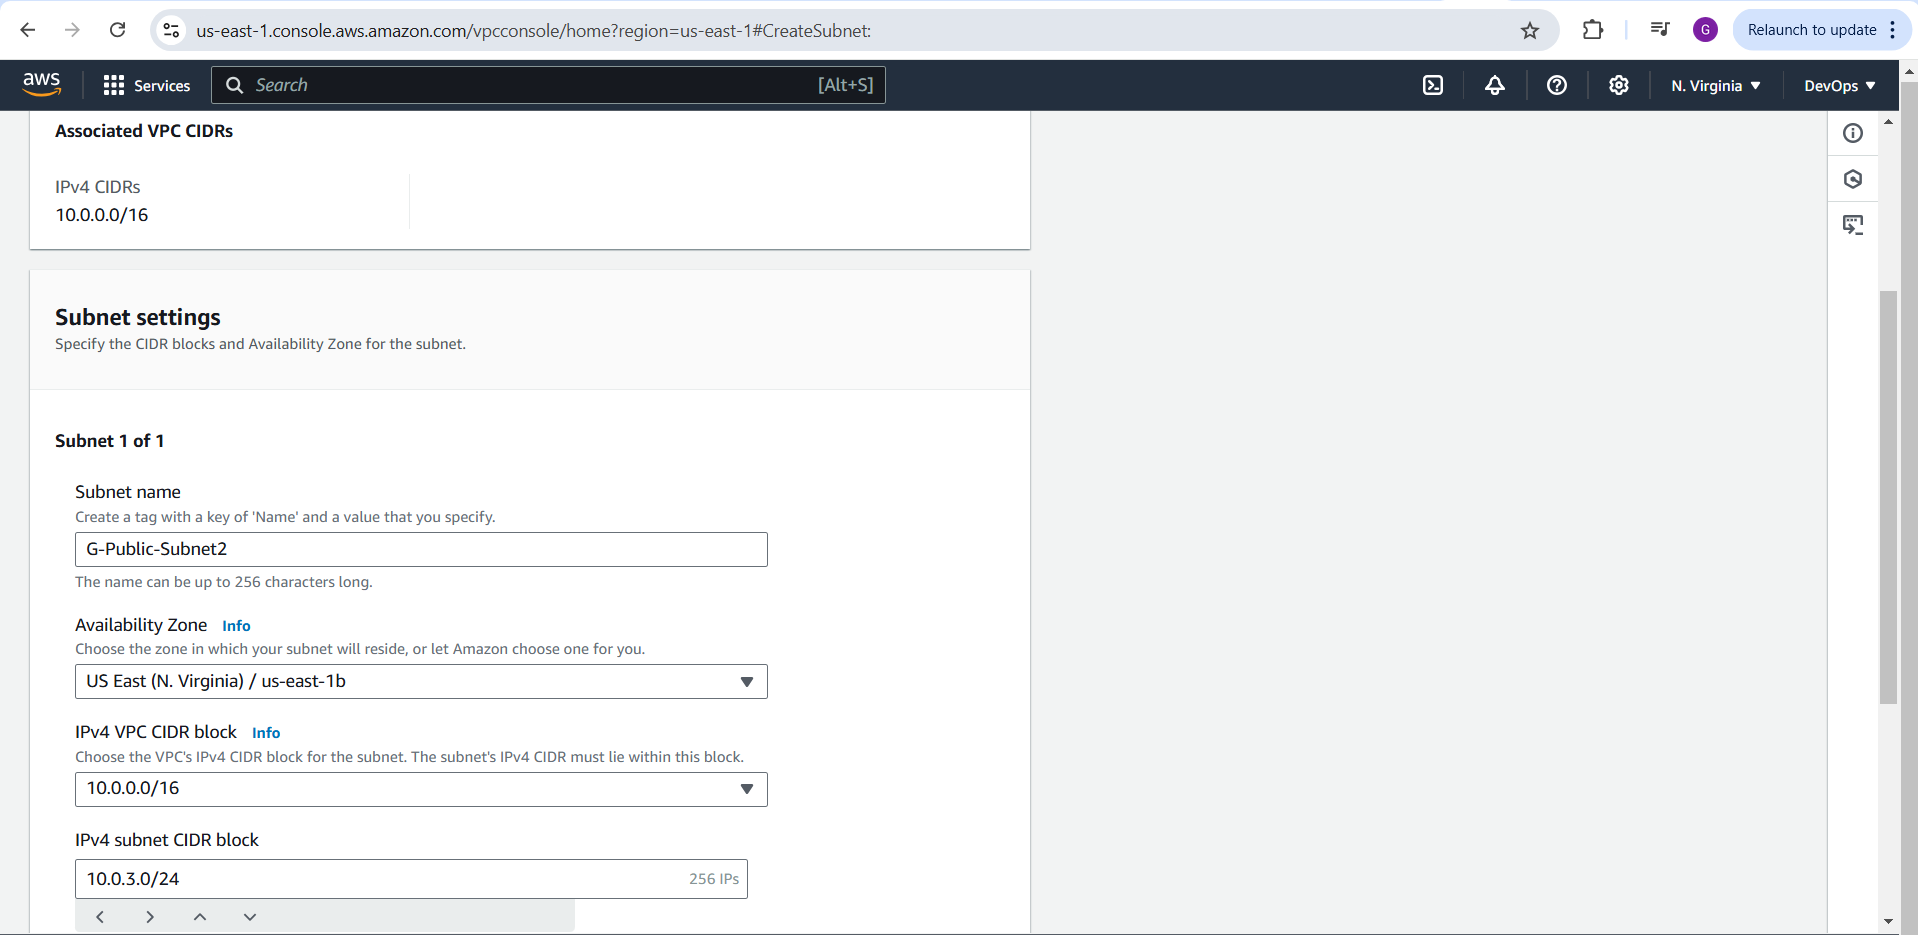 us-east-1.console.aws.amazon.com/vpcconsole/home?region=us-east-1#CreateSubnet:
G
Relaunch to update
aws
Services
Search
[Alt+S]
N. Virginia
DevOps
Associated VPC CIDRs
IPv4 CIDRs
10.0.0.0/16
Subnet settings
Specify the CIDR blocks and Availability Zone for the subnet.
Subnet 1 of 1
Subnet name
Create a tag with a key of 'Name' and a value that you specify.
G-Public-Subnet2
The name can be up to 256 characters long.
Availability Zone Info
Choose the zone in which your subnet will reside, or let Amazon choose one for you.
US East (N. Virginia) / us-east-1b
IPv4 VPC CIDR block Info
Choose the VPC's IPv4 CIDR block for the subnet. The subnet's IPv4 CIDR must lie within this block.
10.0.0.0/16
IPv4 subnet CIDR block
10.0.3.0/24 256 IPs